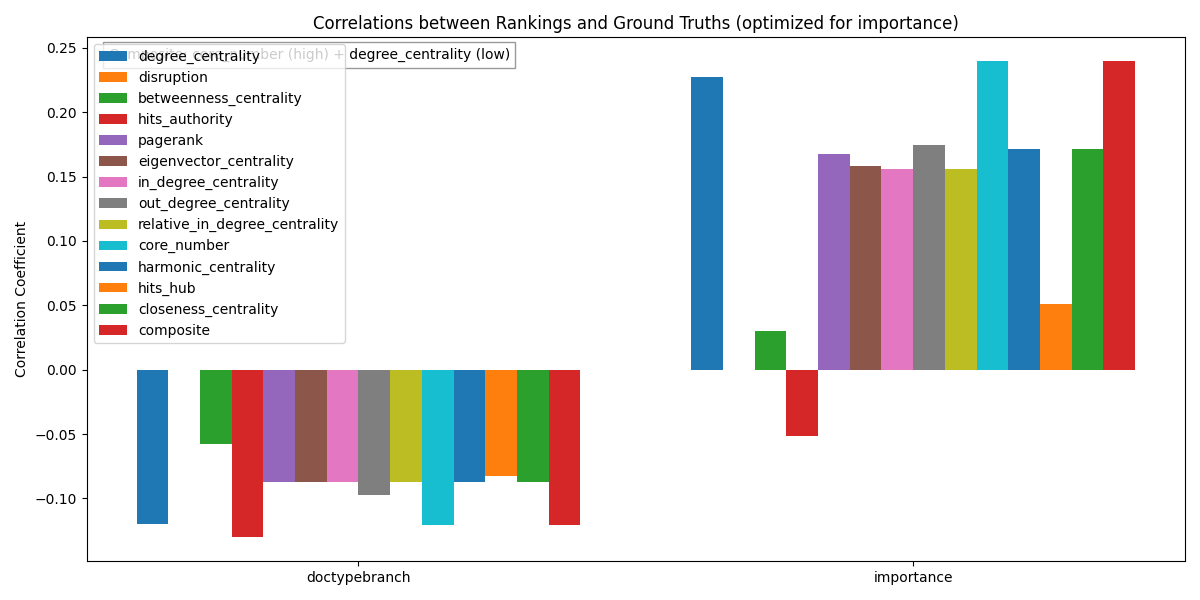 Correlations between Rankings and Ground Truths (optimized for importance)
Composite: core_number (high) + degree_centrality (low)
degree_centrality
disruption
betweenness_centrality
hits_authority
pagerank
eigenvector_centrality
in_degree_centrality
out_degree_centrality
relative_in_degree_centrality
core_number
harmonic_centrality
hits_hub
closeness_centrality
composite
Correlation Coefficient
0.25
0.20
0.15
0.10
0.05
0.00
−0.05
−0.10
doctypebranch
importance